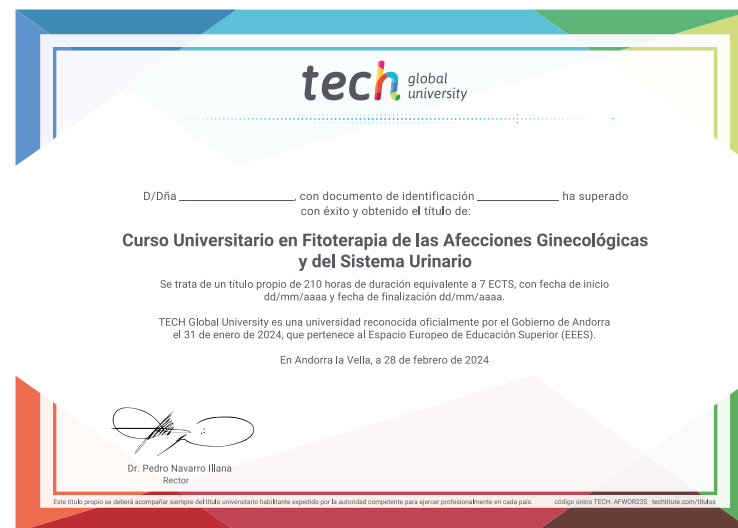 tech global university
D/Dña ______________, con documento de identificación ______________ ha superado
con éxito y obtenido el título de:
Curso Universitario en Fitoterapia de las Afecciones Ginecológicas
y del Sistema Urinario
Se trata de un título propio de 210 horas de duración equivalente a 7 ECTS, con fecha de inicio
dd/mm/aaaa y fecha de finalización dd/mm/aaaa.
TECH Global University es una universidad reconocida oficialmente por el Gobierno de Andorra
el 31 de enero de 2024, que pertenece al Espacio Europeo de Educación Superior (EEES).
En Andorra la Vella, a 28 de febrero de 2024
Dr. Pedro Navarro Illana
Rector
Este título propio se deberá acompañar siempre del título universitario habilitante expedido por la autoridad competente para ejercer profesionalmente en cada país. código único TECH: AFWOR23S techtitute.com/titulos